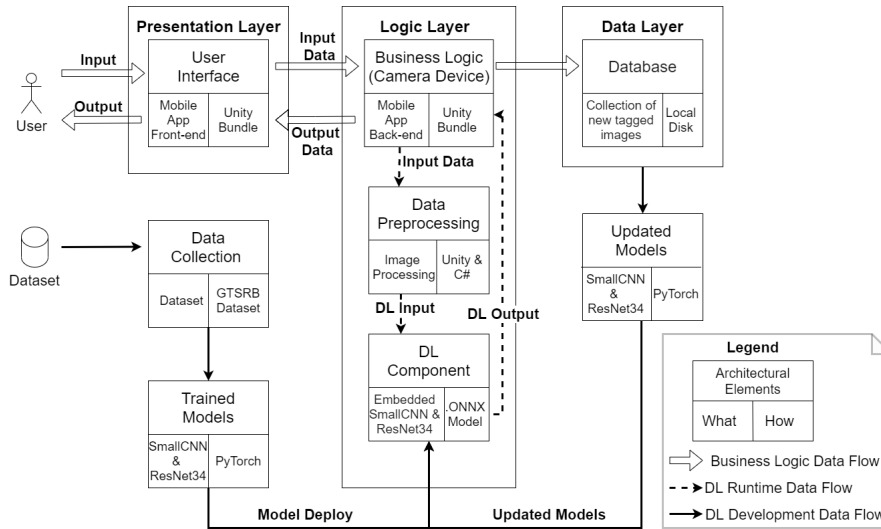 Presentation Layer
Logic Layer
Data Layer
User
Input
Output
User
Interface
Mobile
App
Front-end
Unity
Bundle
Input
Data
Output
Data
Business Logic
(Camera Device)
Mobile
App
Back-end
Unity
Bundle
Database
Collection of
new tagged
images
Local
Disk
Input Data
Data
Preprocessing
Image
Processing
Unity &
C#
DL Input
DL Output
DL
Component
Embedded
SmallCNN &
ResNet34
.ONNX
Model
Updated
Models
SmallCNN
&
ResNet34
PyTorch
Dataset
Data
Collection
Dataset
GTSRB
Dataset
Trained
Models
SmallCNN
&
ResNet34
PyTorch
Model Deploy
Updated Models
Legend
Architectural
Elements
What
How
Business Logic Data Flow
DL Runtime Data Flow
DL Development Data Flow